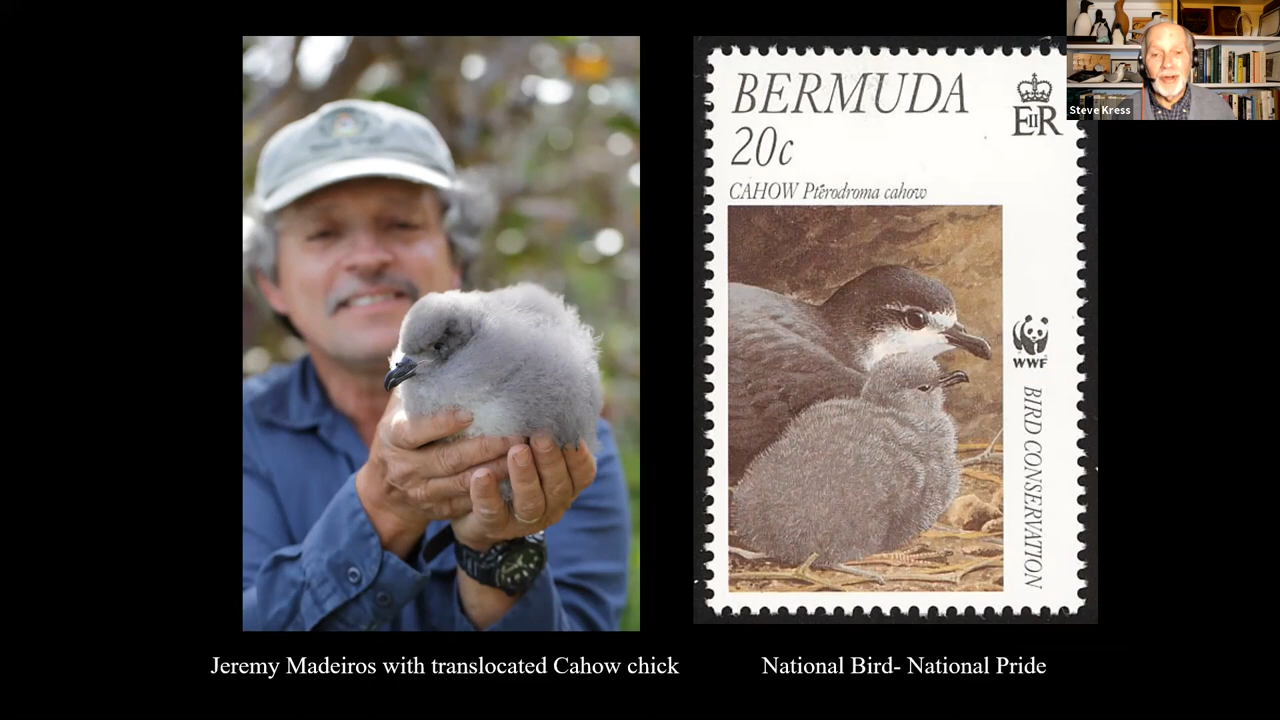 BERMUDA
20c
CAHOW Pterodroma cahow
EIIR
WWF
BIRD CONSERVATION
Steve Kress
Jeremy Madeiros with translocated Cahow chick
National Bird- National Pride